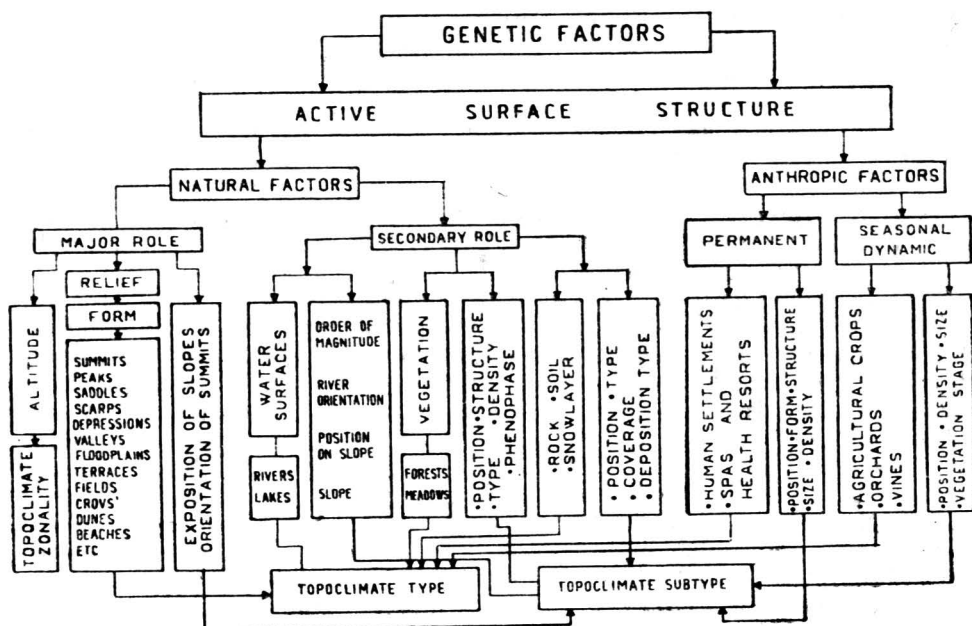 GENETIC FACTORS
ACTIVE SURFACE STRUCTURE
NATURAL FACTORS
ANTHROPIC FACTORS
MAJOR ROLE
SECONDARY ROLE
PERMANENT
SEASONAL
DYNAMIC
RELIEF
FORM
ALTITUDE
TOPOCLIMATE
ZONALITY
SUMMITS
PEAKS
SADDLES
SCARPS
DEPRESSIONS
VALLEYS
FLOODPLAINS
TERRACES
FIELDS
CROVS'
DUNES
BEACHES
ETC
EXPOSITION OF SLOPES
ORIENTATION OF SUMMITS
WATER
SURFACES
RIVERS
LAKES
ORDER OF
MAGNITUDE
RIVER
ORIENTATION
POSITION
ON SLOPE
SLOPE
VEGETATION
FORESTS
MEADOWS
•POSITION•STRUCTURE
•TYPE •DENSITY
•PHENOPHASE
•ROCK •SOIL
•SNOWLAYER
•POSITION •TYPE
•COVERAGE
•DEPOSITION TYPE
•HUMAN SETTLEMENTS
•SPAS AND
HEALTH RESORTS
•POSITION•FORM•STRUCTURE
•SIZE •DENSITY
•AGRICULTURAL CROPS
•ORCHARDS
•VINES
•POSITION •DENSITY •SIZE
•VEGETATION STAGE
TOPOCLIMATE TYPE
TOPOCLIMATE SUBTYPE